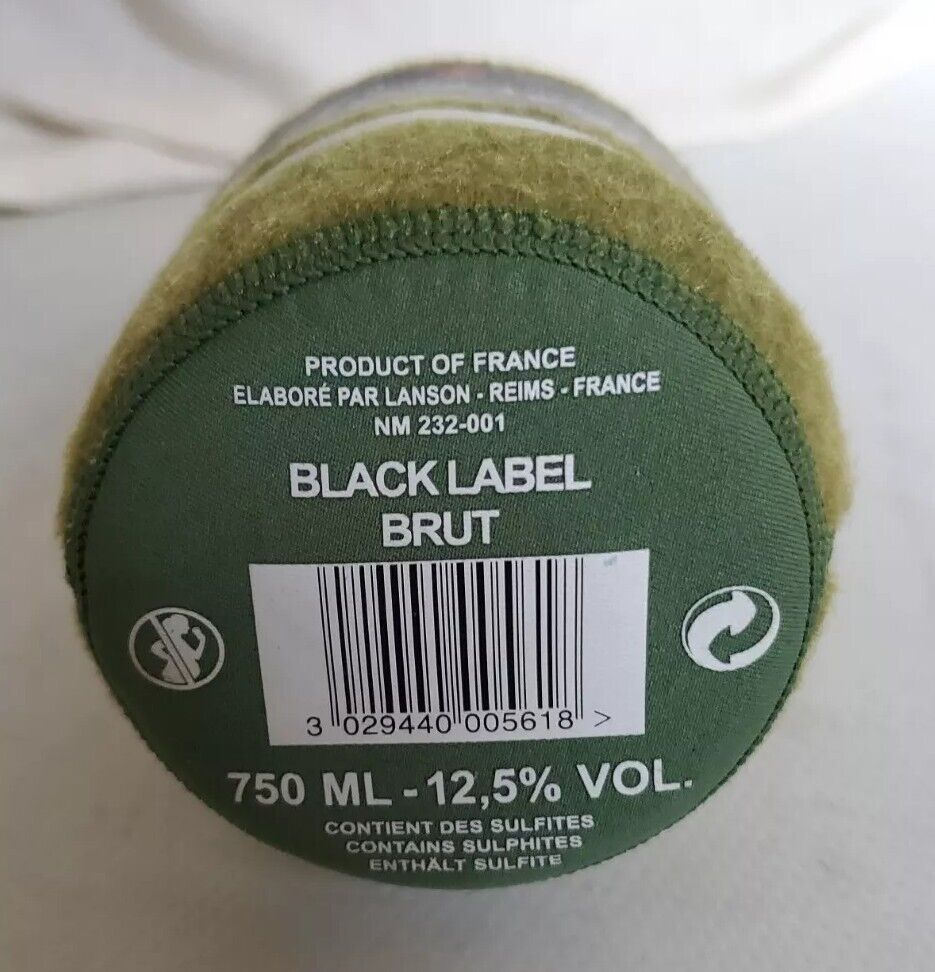 PRODUCT OF FRANCE
ELABORÉ PAR LANSON - REIMS - FRANCE
NM 232-001
BLACK LABEL
BRUT
3 029440 005618 >
750 ML - 12,5% VOL.
CONTIENT DES SULFITES
CONTAINS SULPHITES
ENTHÄLT SULFITE